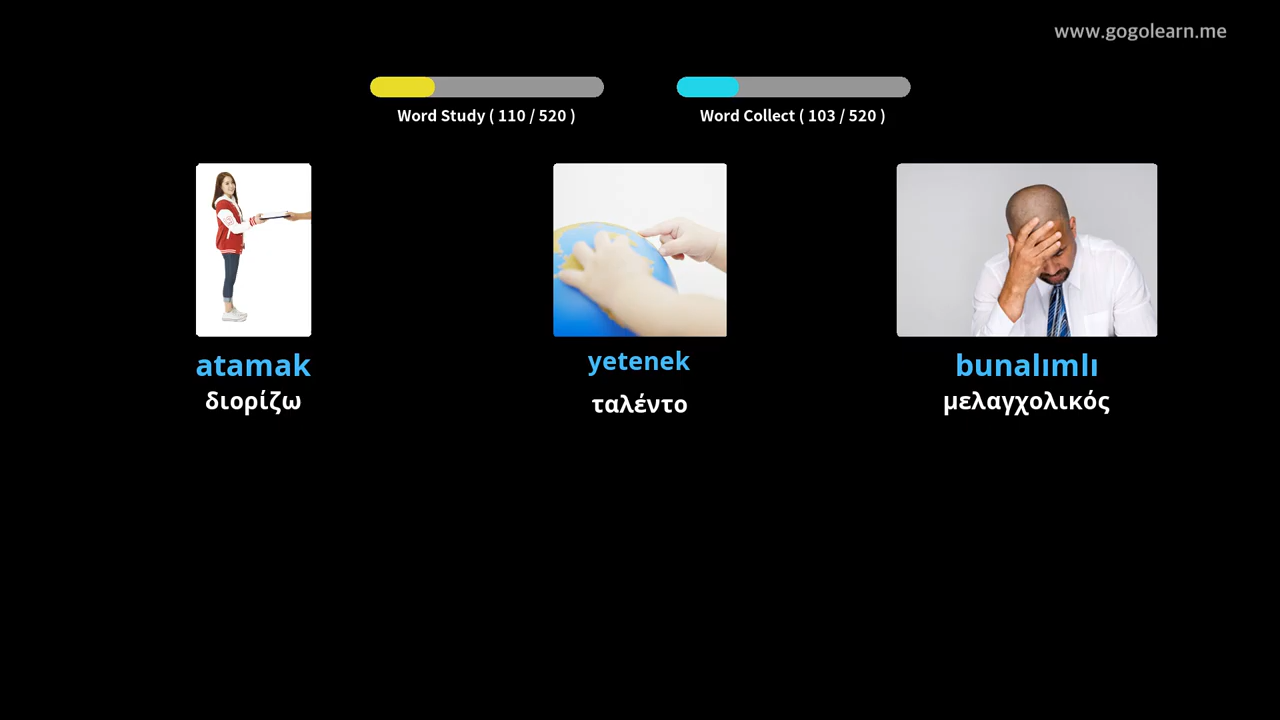 www.gogolearn.me
Word Study ( 110 / 520 )
Word Collect ( 103 / 520 )
atamak
διορίζω
yetenek
ταλέντο
bunalımlı
μελαγχολικός